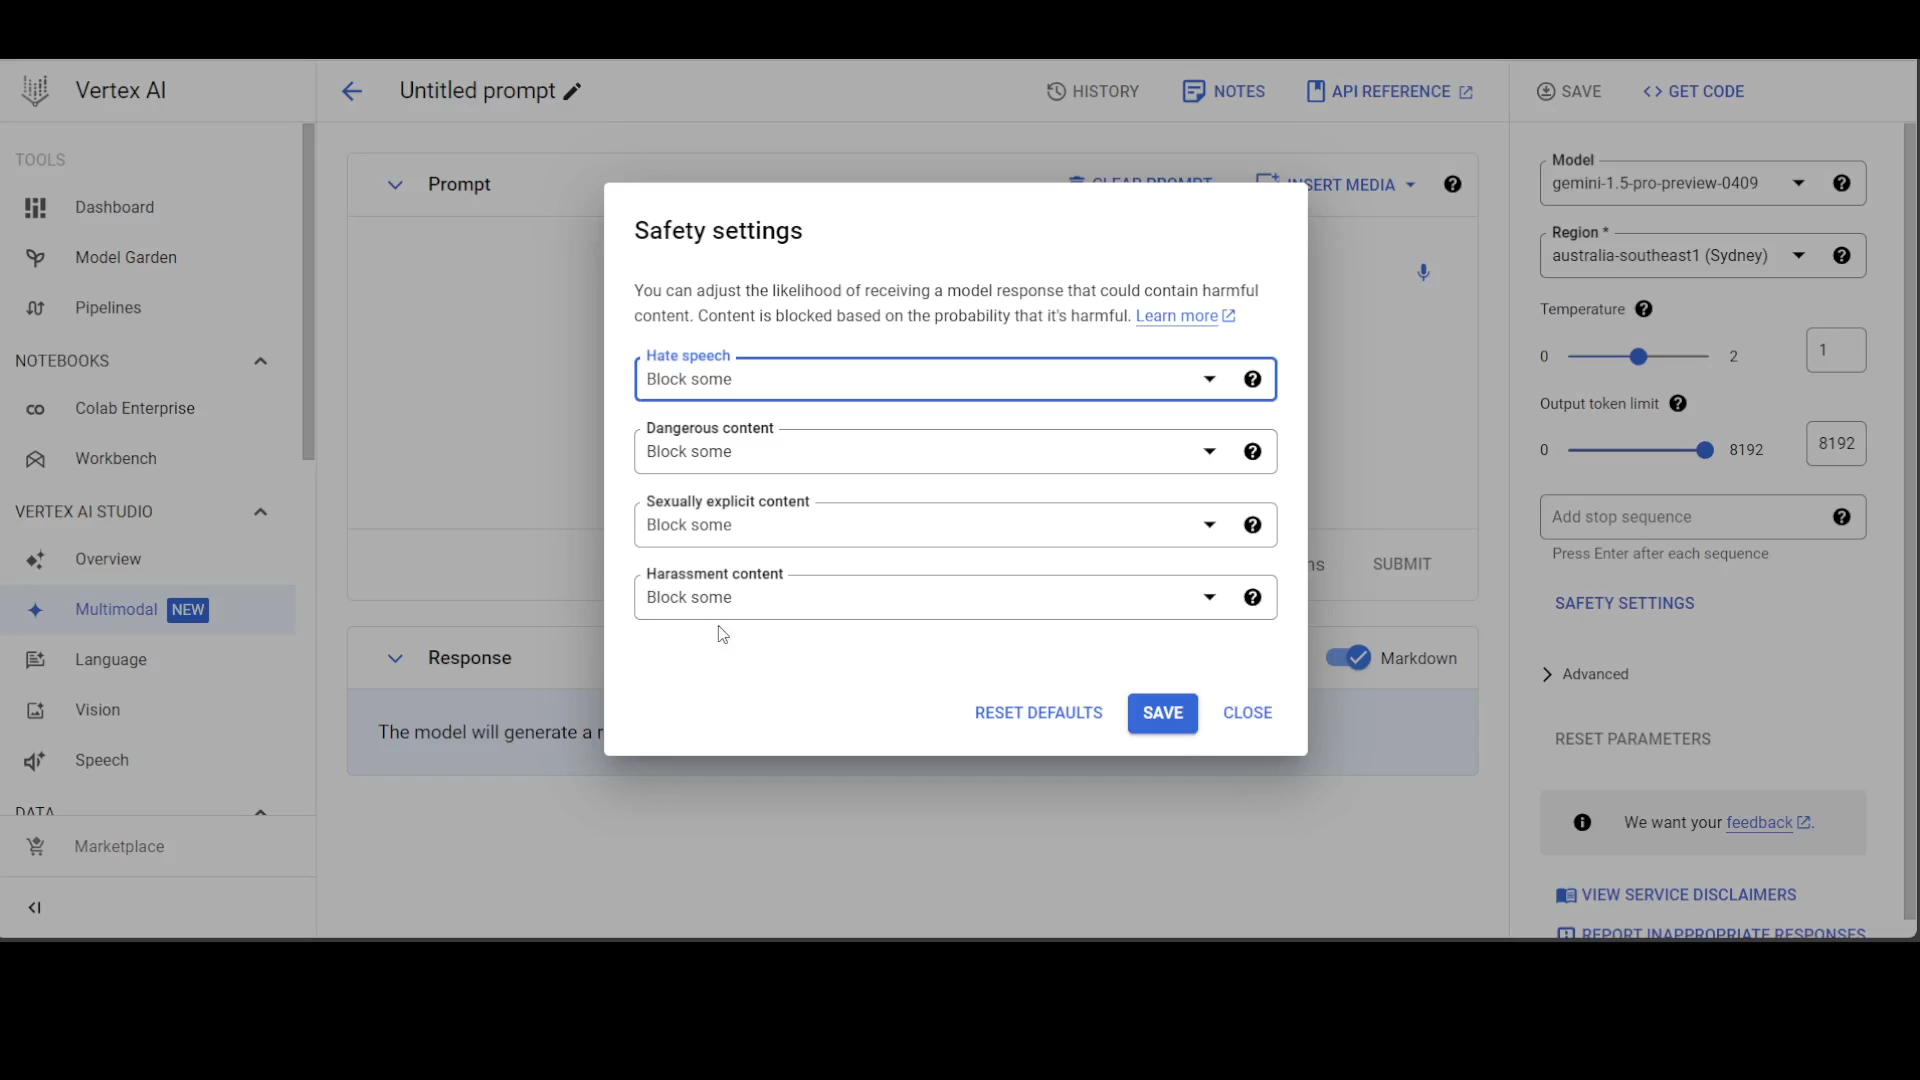 Vertex AI
Untitled prompt
HISTORY
NOTES
API REFERENCE
SAVE
<> GET CODE
TOOLS
Dashboard
Model Garden
Pipelines
NOTEBOOKS
Colab Enterprise
Workbench
VERTEX AI STUDIO
Overview
Multimodal NEW
Language
Vision
Speech
DATA
Marketplace
Prompt
CLEAR PROMPT
INSERT MEDIA
SUBMIT
Response
Markdown
The model will generate a r
Safety settings
You can adjust the likelihood of receiving a model response that could contain harmful
content. Content is blocked based on the probability that it's harmful. Learn more
Hate speech
Block some
Dangerous content
Block some
Sexually explicit content
Block some
Harassment content
Block some
RESET DEFAULTS
SAVE
CLOSE
Model
gemini-1.5-pro-preview-0409
Region *
australia-southeast1 (Sydney)
Temperature
0 2 1
Output token limit
0 8192 8192
Add stop sequence
Press Enter after each sequence
SAFETY SETTINGS
Advanced
RESET PARAMETERS
We want your feedback.
VIEW SERVICE DISCLAIMERS
REPORT INAPPROPRIATE RESPONSES